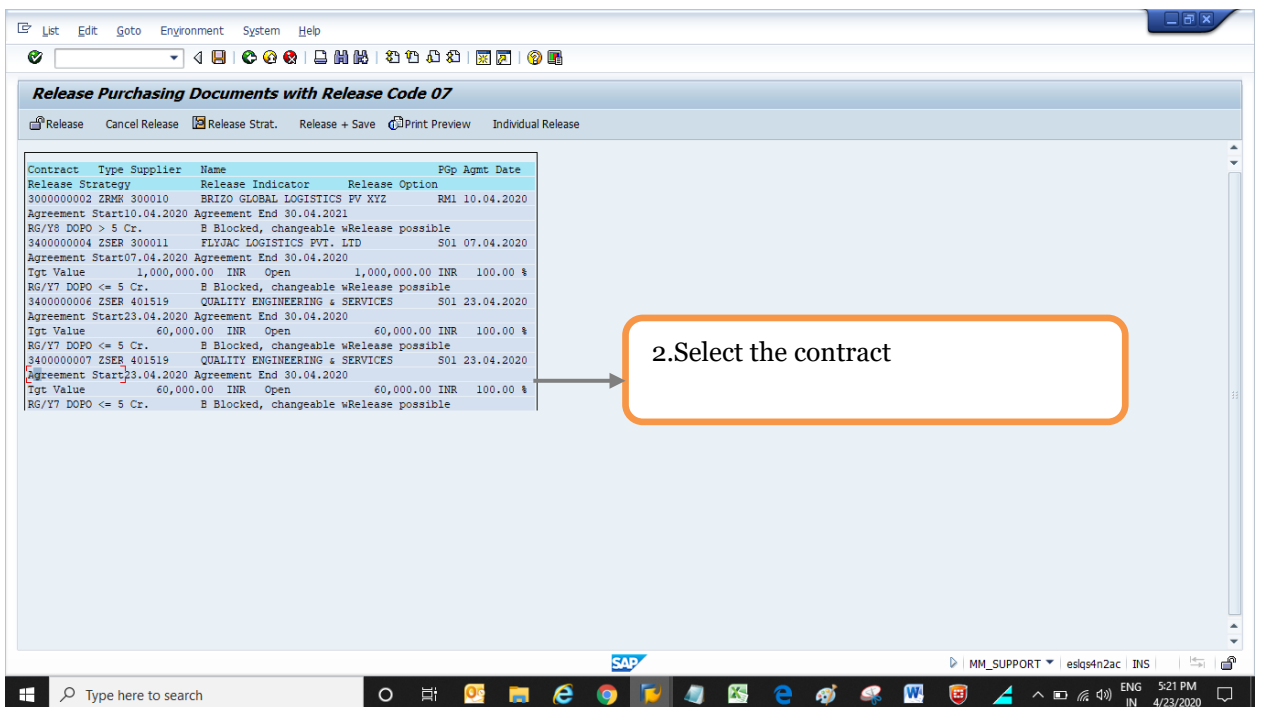 List Edit Goto Environment System Help
Release Purchasing Documents with Release Code 07
Release Cancel Release Release Strat. Release + Save Print Preview Individual Release
Contract Type Supplier Name PGp Agmt Date
Release Strategy Release Indicator Release Option
3000000002 ZRMK 300010 BRIZO GLOBAL LOGISTICS PV XYZ RM1 10.04.2020
Agreement Start10.04.2020 Agreement End 30.04.2021
RG/Y8 DOPO > 5 Cr. B Blocked, changeable wRelease possible
3400000004 ZSER 300011 FLYJAC LOGISTICS PVT. LTD S01 07.04.2020
Agreement Start07.04.2020 Agreement End 30.04.2020
Tgt Value 1,000,000.00 INR Open 1,000,000.00 INR 100.00 %
RG/Y7 DOPO <= 5 Cr. B Blocked, changeable wRelease possible
3400000006 ZSER 401519 QUALITY ENGINEERING & SERVICES S01 23.04.2020
Agreement Start23.04.2020 Agreement End 30.04.2020
Tgt Value 60,000.00 INR Open 60,000.00 INR 100.00 %
RG/Y7 DOPO <= 5 Cr. B Blocked, changeable wRelease possible
3400000007 ZSER 401519 QUALITY ENGINEERING & SERVICES S01 23.04.2020
Agreement Start23.04.2020 Agreement End 30.04.2020
Tgt Value 60,000.00 INR Open 60,000.00 INR 100.00 %
RG/Y7 DOPO <= 5 Cr. B Blocked, changeable wRelease possible
2.Select the contract
SAP
MM_SUPPORT eslqs4n2ac INS
Type here to search
ENG 5:21 PM
IN 4/23/2020